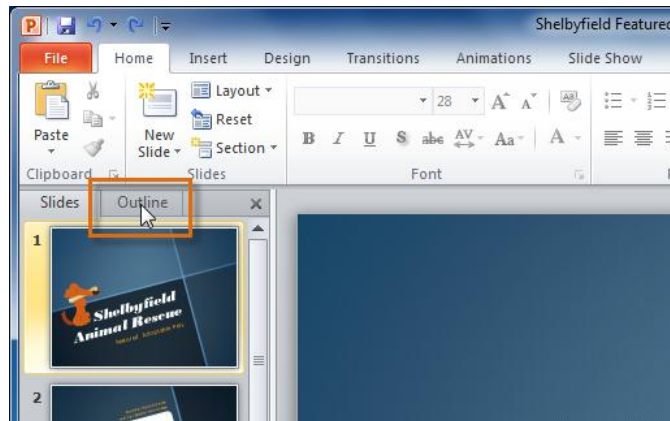 P
Shelbyfield Featured
File Home Insert Design Transitions Animations Slide Show
Layout
Reset
Section
Paste
New
Slide
28 A A Aa
B I U S abc AV Aa A
Clipboard Slides Font
Slides Outline
1
Shelbyfield
Animal Rescue
2